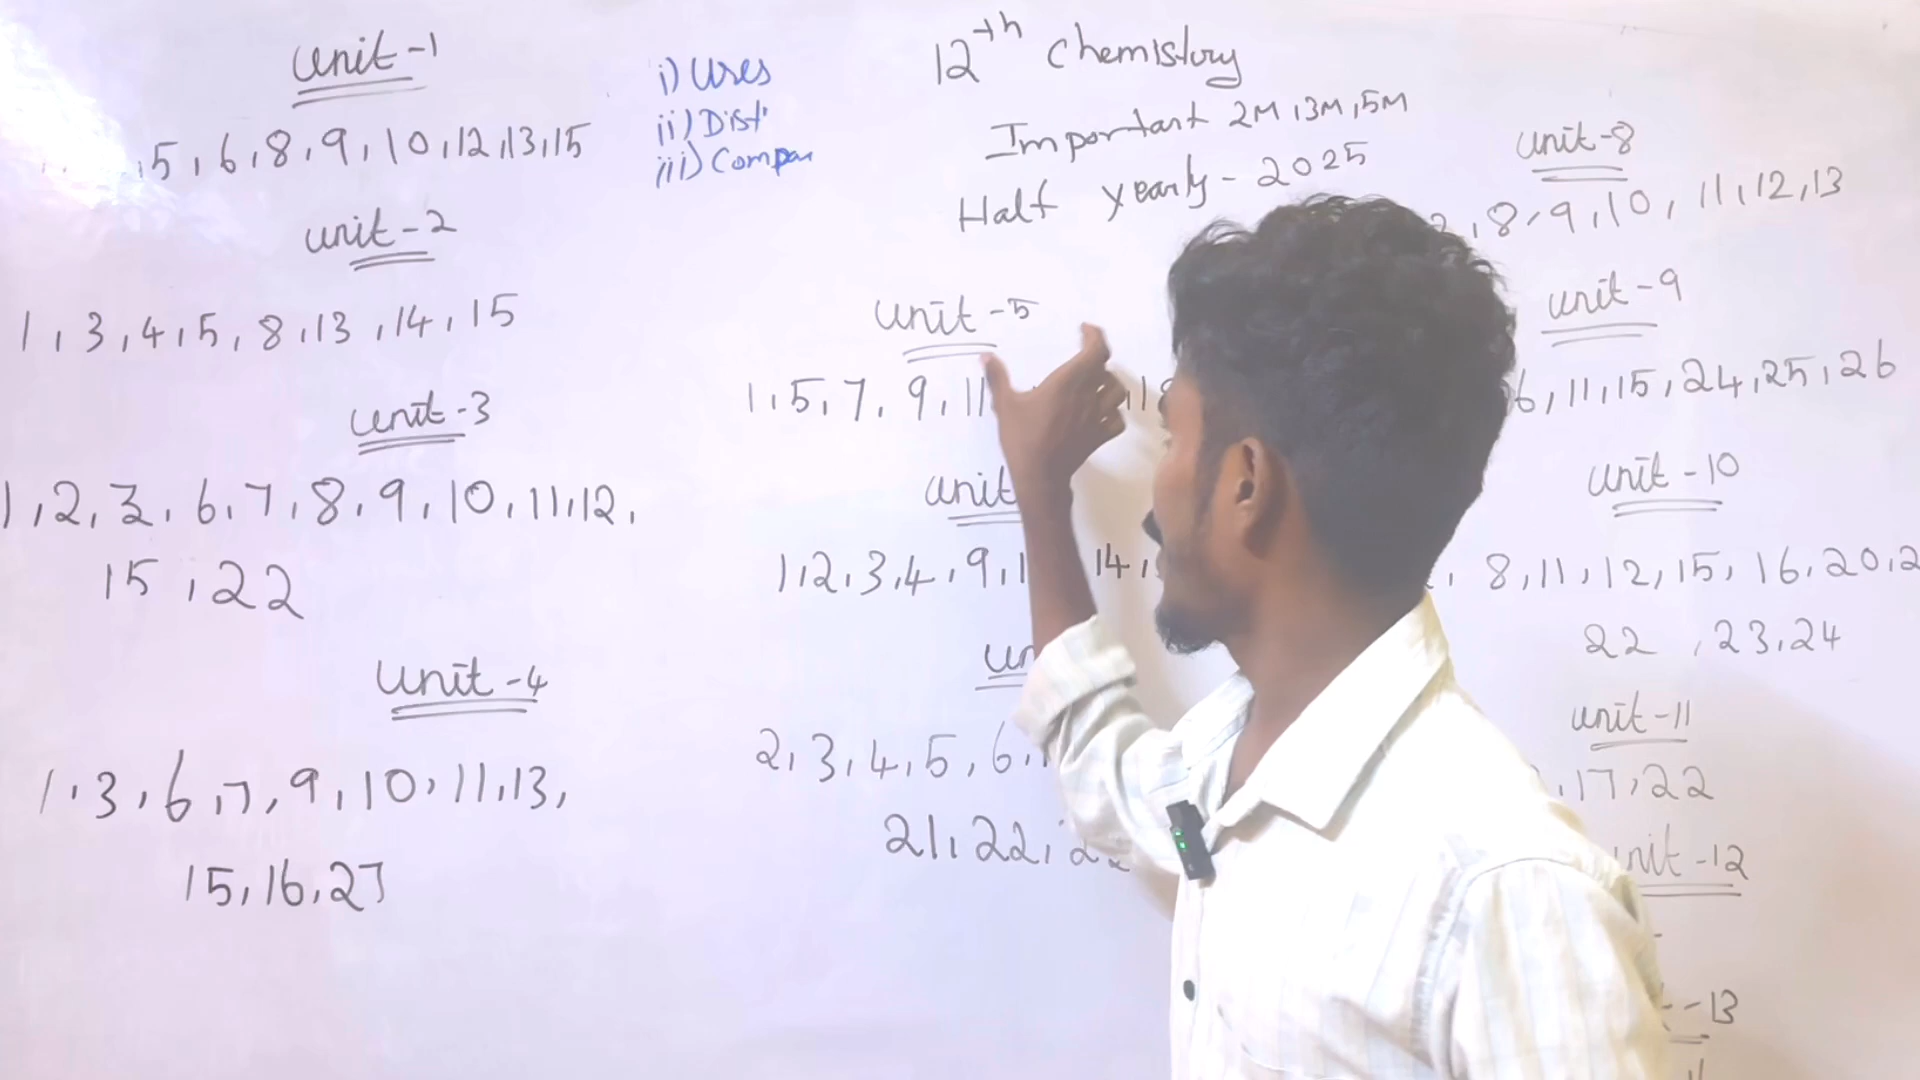 unit-1
,5,6,8,9,10,12,13,15
unit-2
1,3,4,5,8,13,14,15
unit-3
1,2,3,6,7,8,9,10,11,12,
15,22
unit-4
1,3,6,7,9,10,11,13,
15,16,27
i) Uses
ii) Dist
iii) Compar
12th Chemistory
Important 2M,3M,5M
Half yearly-2025
unit-5
1,5,7,9,11
unit
1,2,3,4,9,1 14,
un
2,3,4,5,6,
21,22,
unit-8
,8,9,10,11,12,13
unit-9
6,11,15,24,25,26
unit-10
8,11,12,15,16,20,2
22,23,24
unit-11
,17,22
unit-12
-13